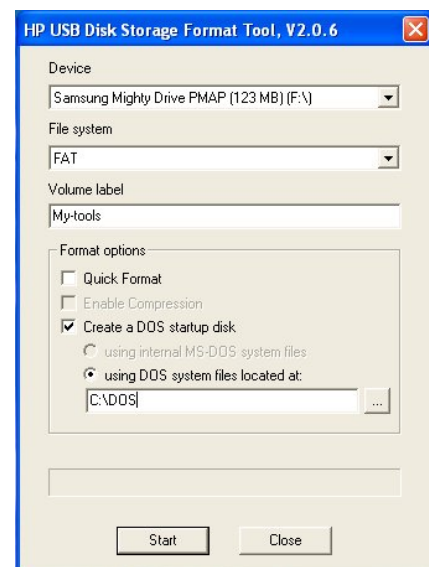 HP USB Disk Storage Format Tool, V2.0.6
Device
Samsung Mighty Drive PMAP (123 MB) (F:\)
File system
FAT
Volume label
My-tools
Format options
Quick Format
Enable Compression
Create a DOS startup disk
using internal MS-DOS system files
using DOS system files located at:
C:\DOS
...
Start
Close